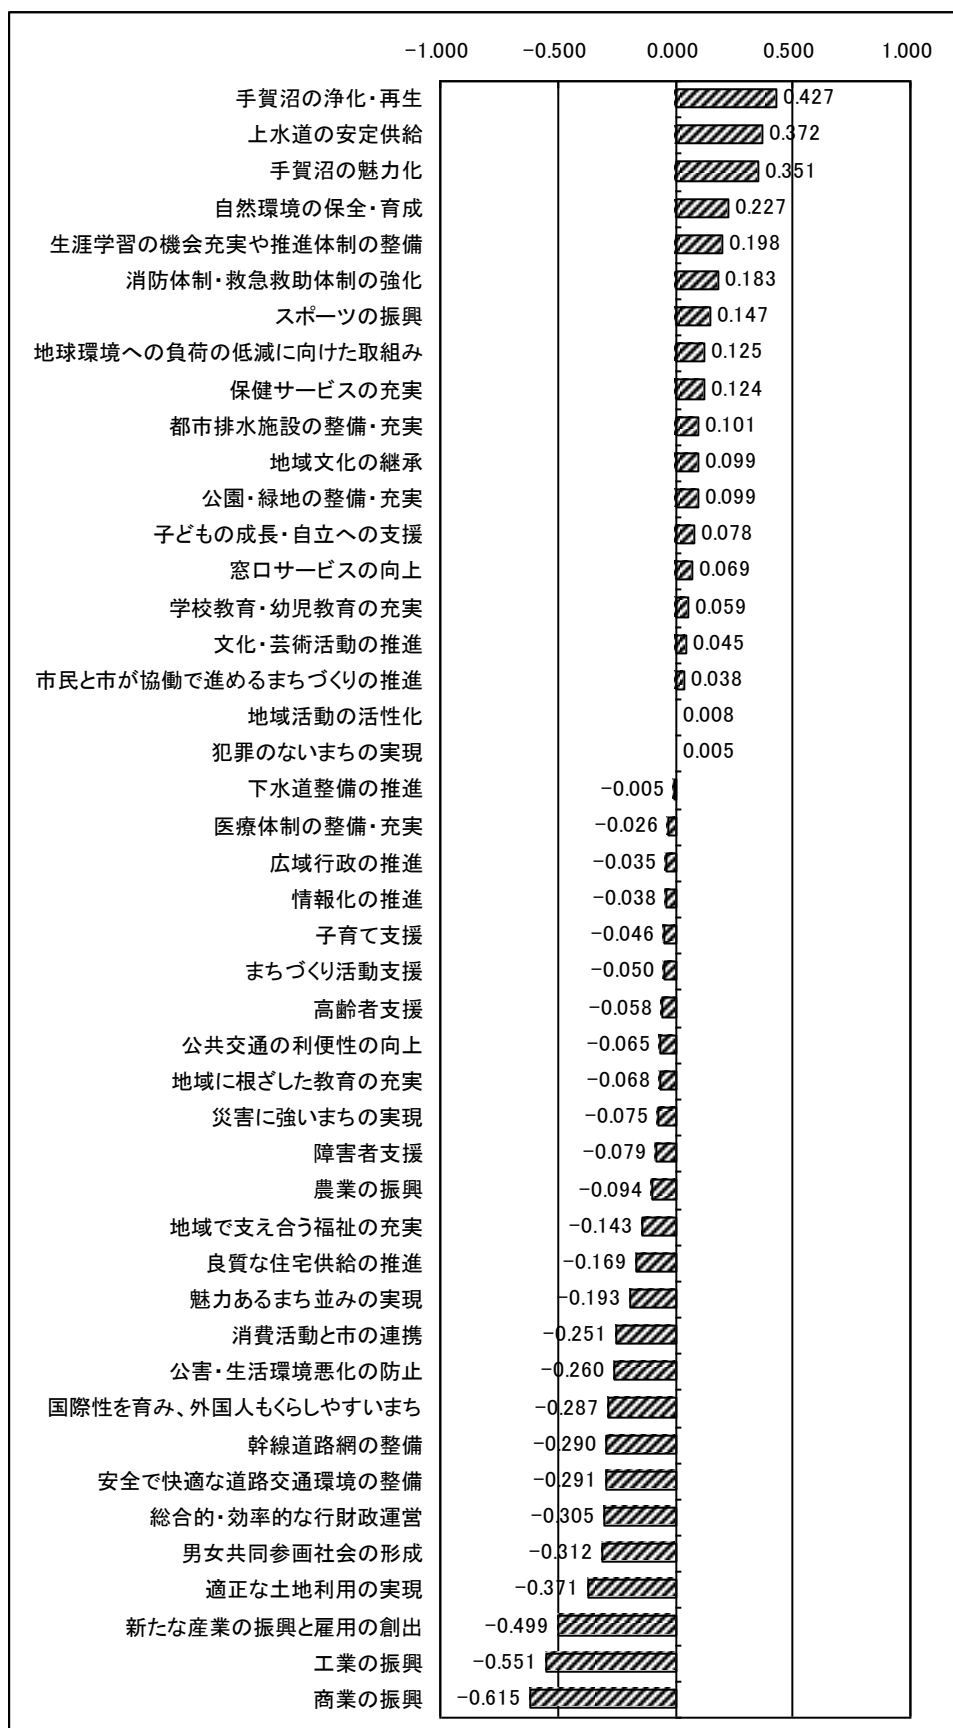 -1.000 -0.500 0.000 0.500 1.000
手賀沼の浄化・再生 0.427
上水道の安定供給 0.372
手賀沼の魅力化 0.351
自然環境の保全・育成 0.227
生涯学習の機会充実や推進体制の整備 0.198
消防体制・救急救助体制の強化 0.183
スポーツの振興 0.147
地球環境への負荷の低減に向けた取組み 0.125
保健サービスの充実 0.124
都市排水施設の整備・充実 0.101
地域文化の継承 0.099
公園・緑地の整備・充実 0.099
子どもの成長・自立への支援 0.078
窓口サービスの向上 0.069
学校教育・幼児教育の充実 0.059
文化・芸術活動の推進 0.045
市民と市が協働で進めるまちづくりの推進 0.038
地域活動の活性化 0.008
犯罪のないまちの実現 0.005
下水道整備の推進 -0.005
医療体制の整備・充実 -0.026
広域行政の推進 -0.035
情報化の推進 -0.038
子育て支援 -0.046
まちづくり活動支援 -0.050
高齢者支援 -0.058
公共交通の利便性の向上 -0.065
地域に根ざした教育の充実 -0.068
災害に強いまちの実現 -0.075
障害者支援 -0.079
農業の振興 -0.094
地域で支え合う福祉の充実 -0.143
良質な住宅供給の推進 -0.169
魅力あるまち並みの実現 -0.193
消費活動と市の連携 -0.251
公害・生活環境悪化の防止 -0.260
国際性を育み、外国人もくらしやすいまち -0.287
幹線道路網の整備 -0.290
安全で快適な道路交通環境の整備 -0.291
総合的・効率的な行財政運営 -0.305
男女共同参画社会の形成 -0.312
適正な土地利用の実現 -0.371
新たな産業の振興と雇用の創出 -0.499
工業の振興 -0.551
商業の振興 -0.615